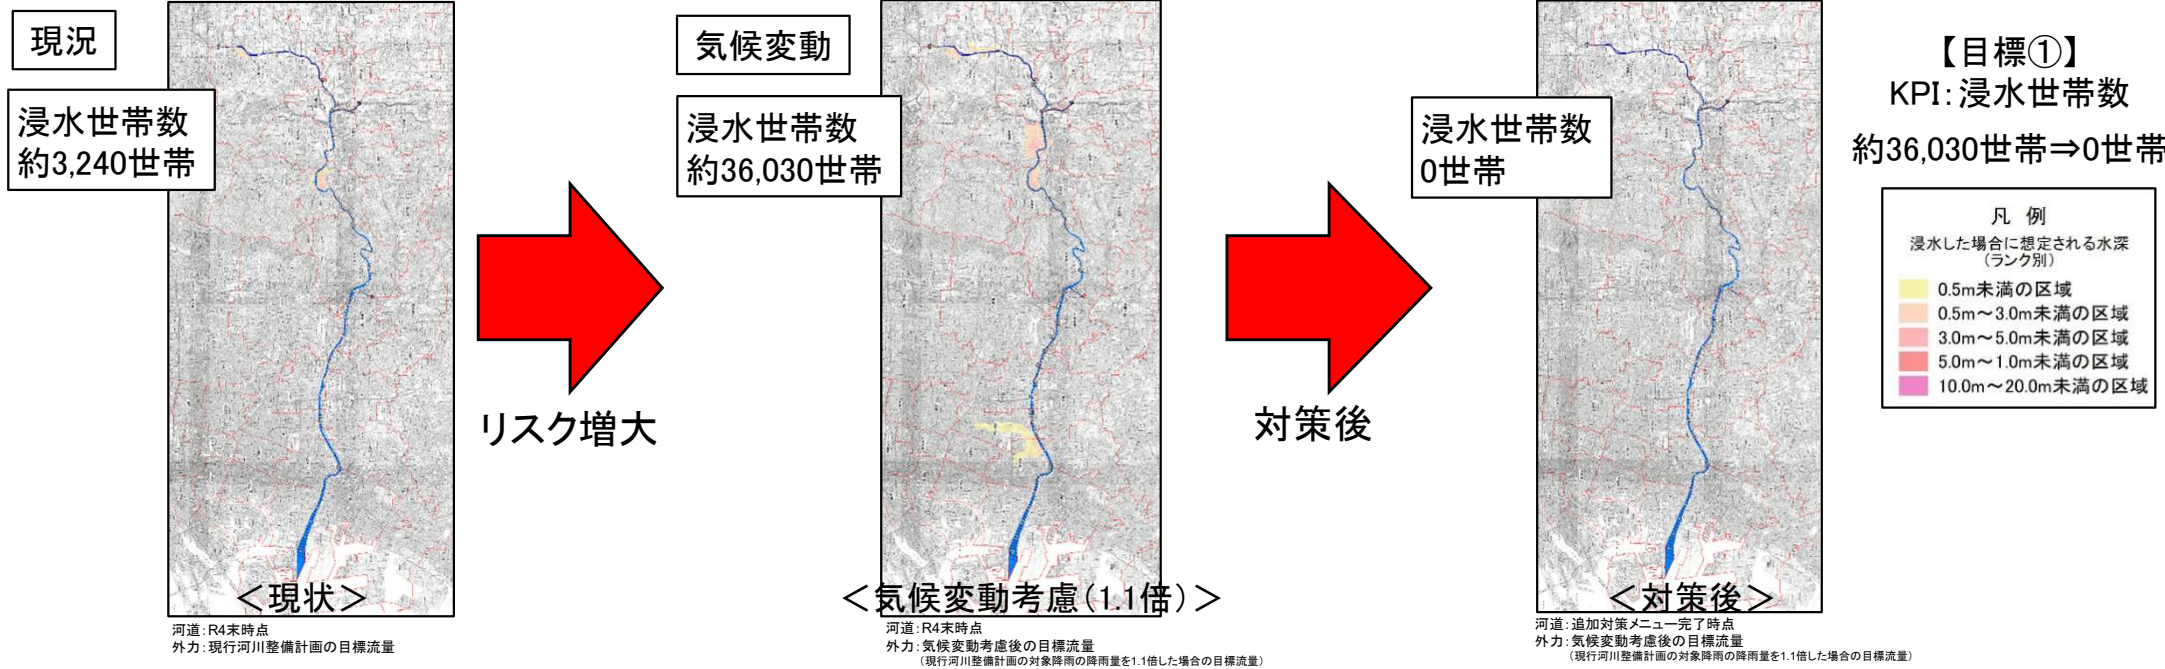 現況
浸水世帯数
約3,240世帯
＜現状＞
河道：R4末時点
外力：現行河川整備計画の目標流量
リスク増大
気候変動
浸水世帯数
約36,030世帯
＜気候変動考慮（1.1倍）＞
河道：R4末時点
外力：気候変動考慮後の目標流量
（現行河川整備計画の対象降雨の降雨量を1.1倍した場合の目標流量）
対策後
浸水世帯数
0世帯
＜対策後＞
河道：追加対策メニュー完了時点
外力：気候変動考慮後の目標流量
（現行河川整備計画の対象降雨の降雨量を1.1倍した場合の目標流量）
【目標①】
KPI：浸水世帯数
約36,030世帯⇒0世帯
凡 例
浸水した場合に想定される水深
（ランク別）
0.5m未満の区域
0.5m～3.0m未満の区域
3.0m～5.0m未満の区域
5.0m～1.0m未満の区域
10.0m～20.0m未満の区域